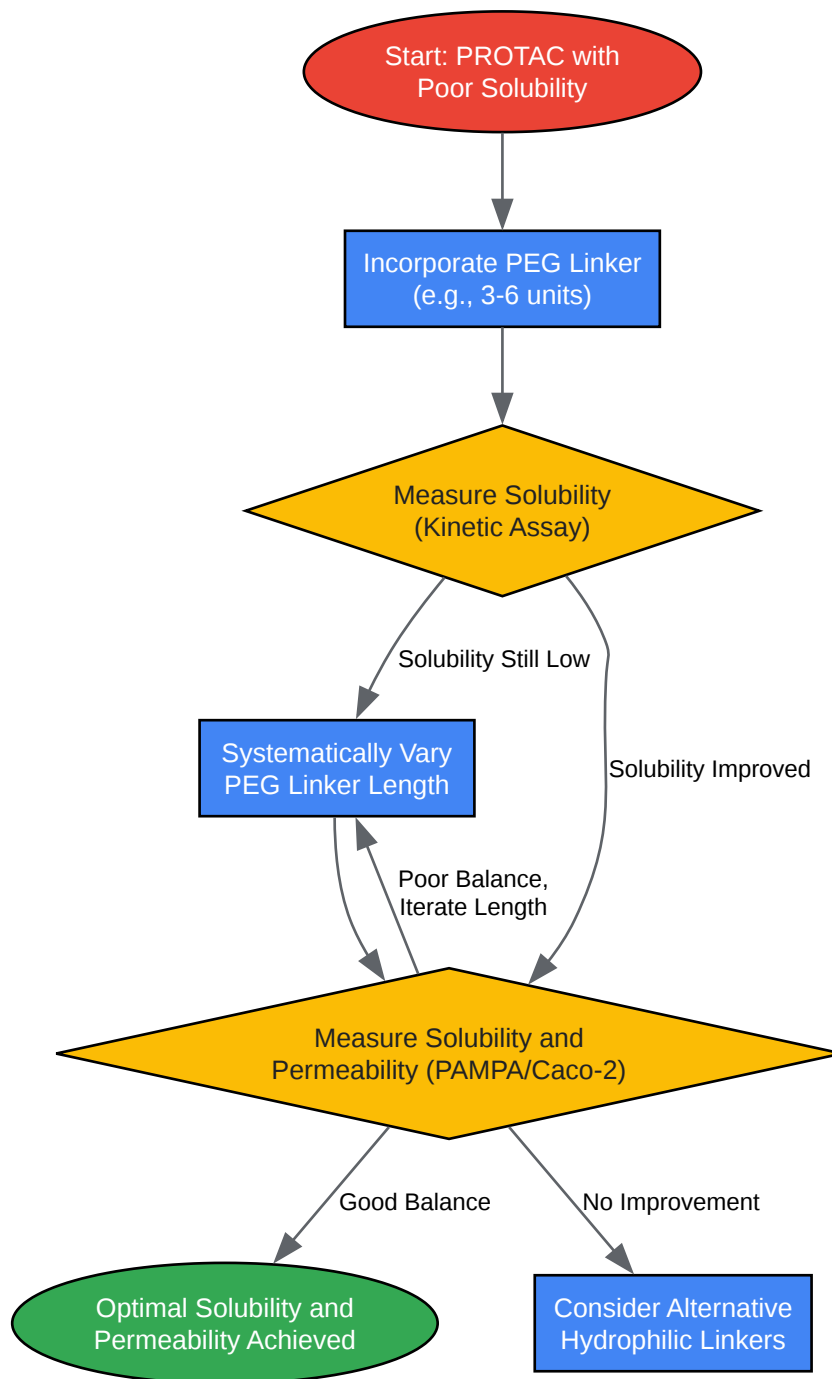 Start: PROTAC with
Poor Solubility
Incorporate PEG Linker
(e.g., 3-6 units)
Measure Solubility
(Kinetic Assay)
Solubility Still Low
Systematically Vary
PEG Linker Length
Solubility Improved
Poor Balance,
Iterate Length
Measure Solubility and
Permeability (PAMPA/Caco-2)
Good Balance
No Improvement
Optimal Solubility and
Permeability Achieved
Consider Alternative
Hydrophilic Linkers